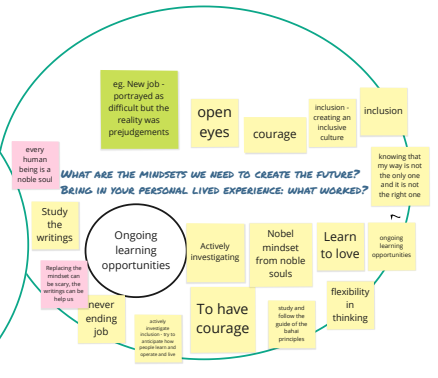 eg. New job -
portrayed as
difficult but the
reality was
prejudgements
open
eyes
courage
inclusion -
creating an
inclusive
culture
inclusion
every
human
being is a
noble soul
WHAT ARE THE MINDSETS WE NEED TO CREATE THE FUTURE?
BRING IN YOUR PERSONAL LIVED EXPERIENCE: WHAT WORKED?
knowing that
my way is not
the only one
and it is not
the right one
Study
the
writings
Ongoing
learning
opportunities
Actively
investigating
Nobel
mindset
from noble
souls
Learn
to love
ongoing
learning
opportunities
Replacing the
mindset can
be scary, the
writings can be
help us
never
ending
job
actively
investigate
inclusion - try to
anticipate how
people learn and
operate and live
To have
courage
study and
follow the
guide of the
bahai
principles
flexibility
in
thinking